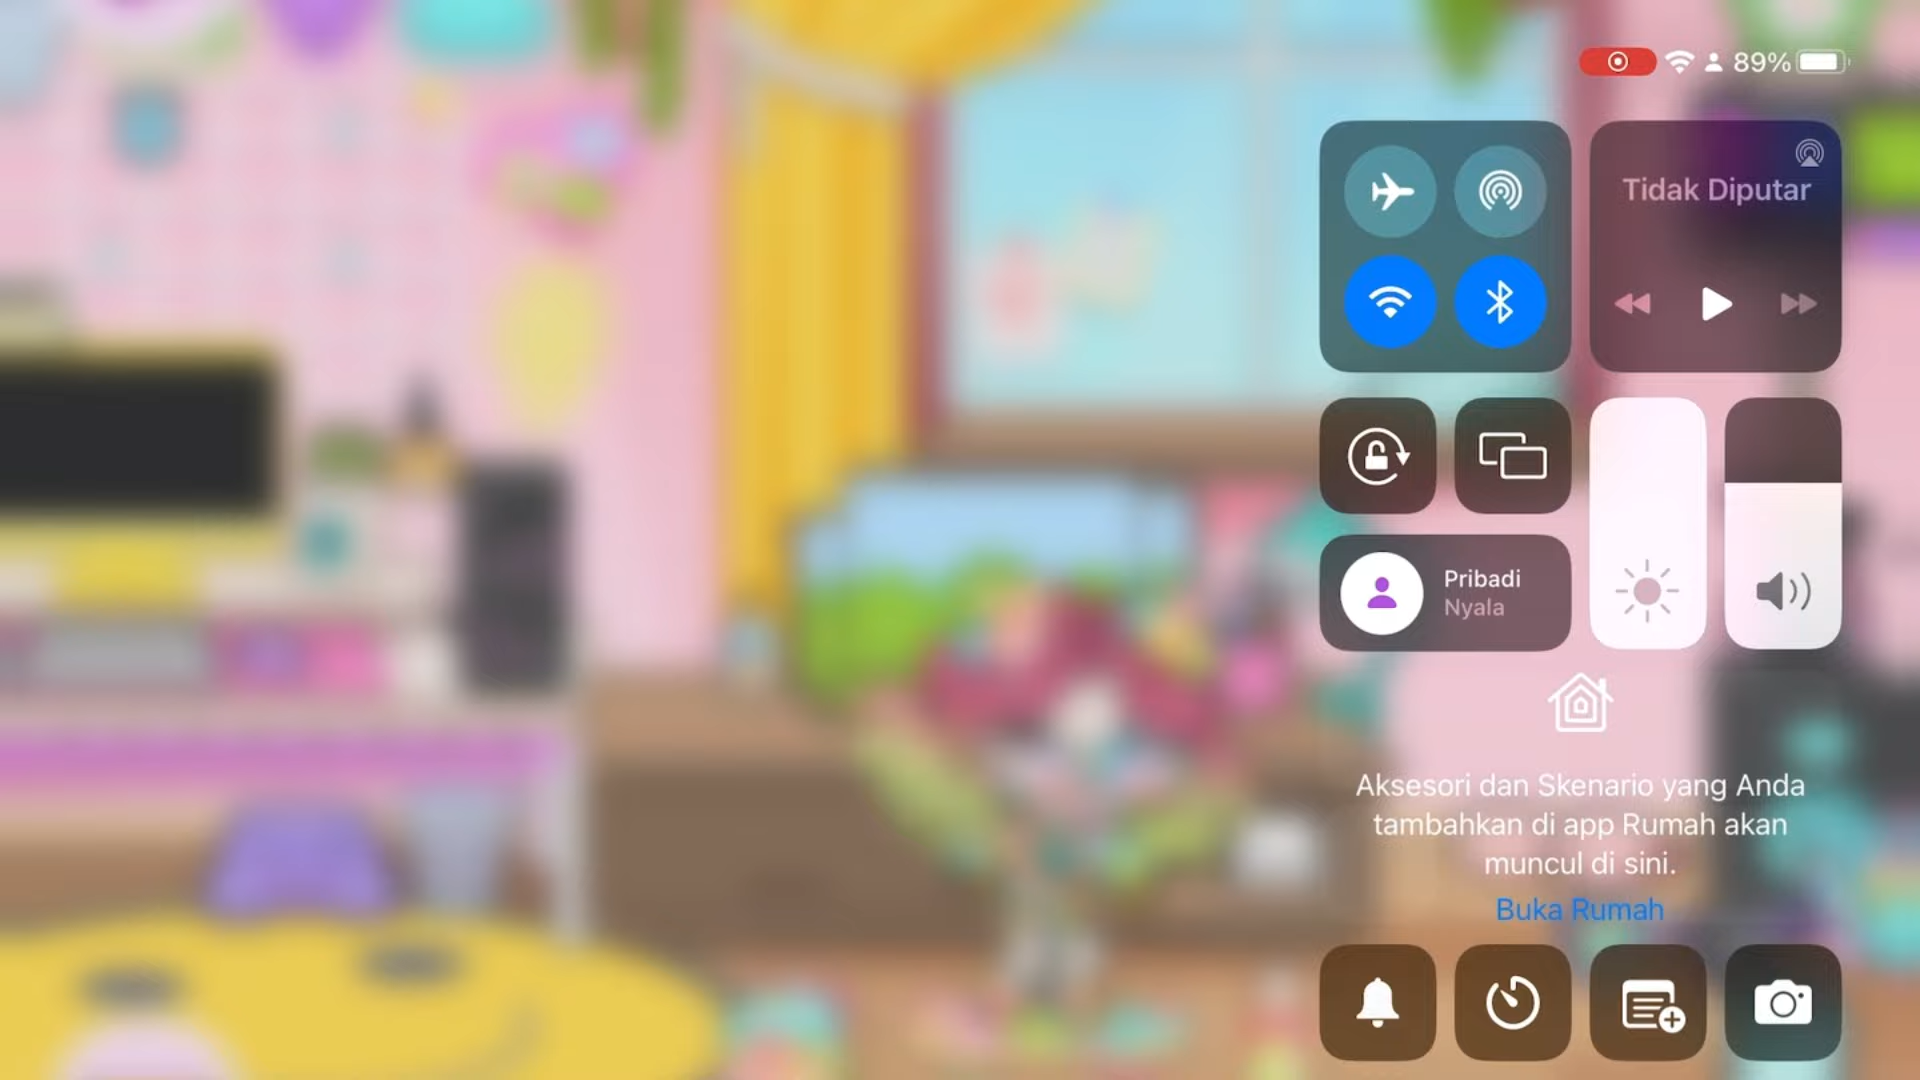 89%
Tidak Diputar
Pribadi
Nyala
Aksesori dan Skenario yang Anda
tambahkan di app Rumah akan
muncul di sini.
Buka Rumah